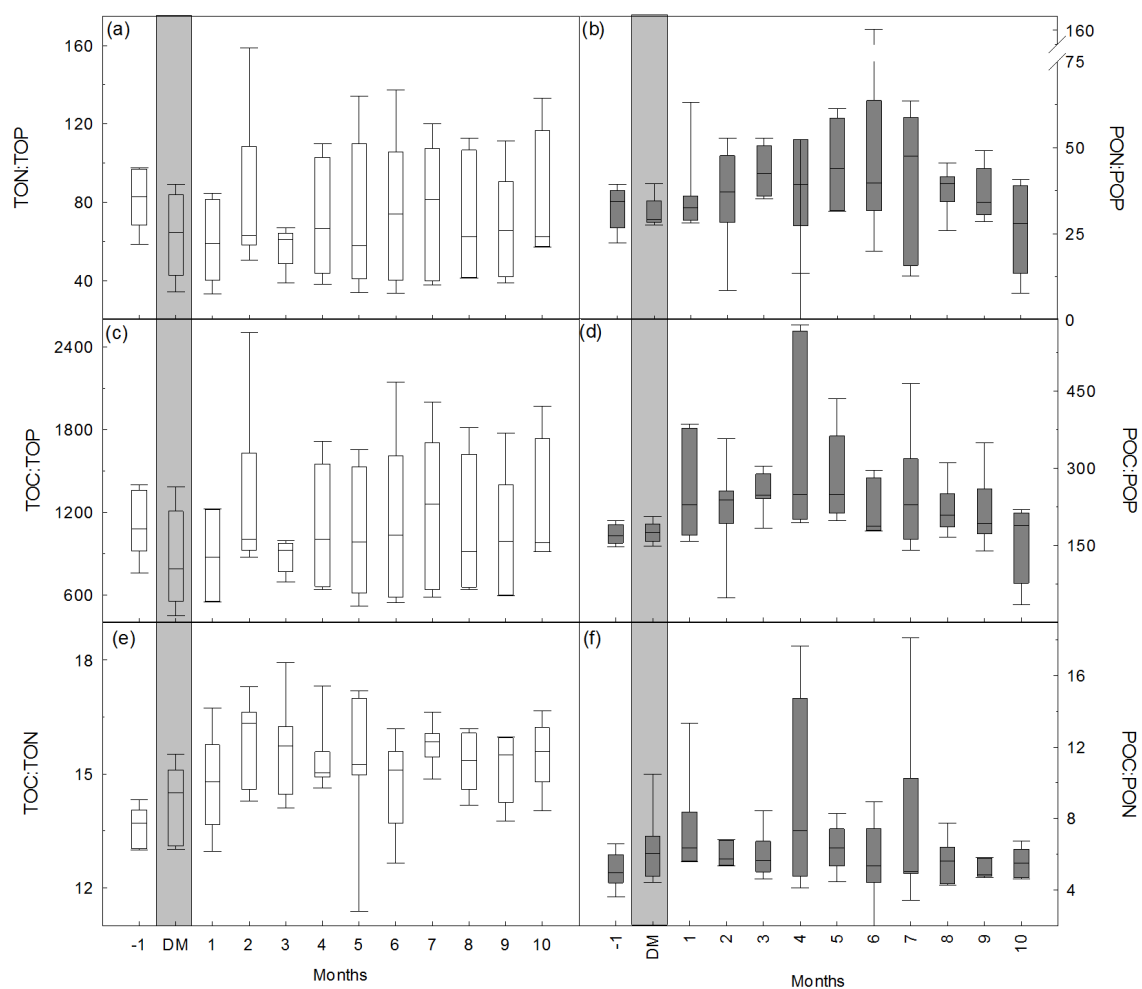 (a)
160
120
80
40
TON:TOP
(b)
160
75
50
25
0
PON:POP
(c)
2400
1800
1200
600
TOC:TOP
(d)
450
300
150
POC:POP
(e)
18
15
12
TOC:TON
(f)
16
12
8
4
POC:PON
-1 DM 1 2 3 4 5 6 7 8 9 10
Months
-1 DM 1 2 3 4 5 6 7 8 9 10
Months